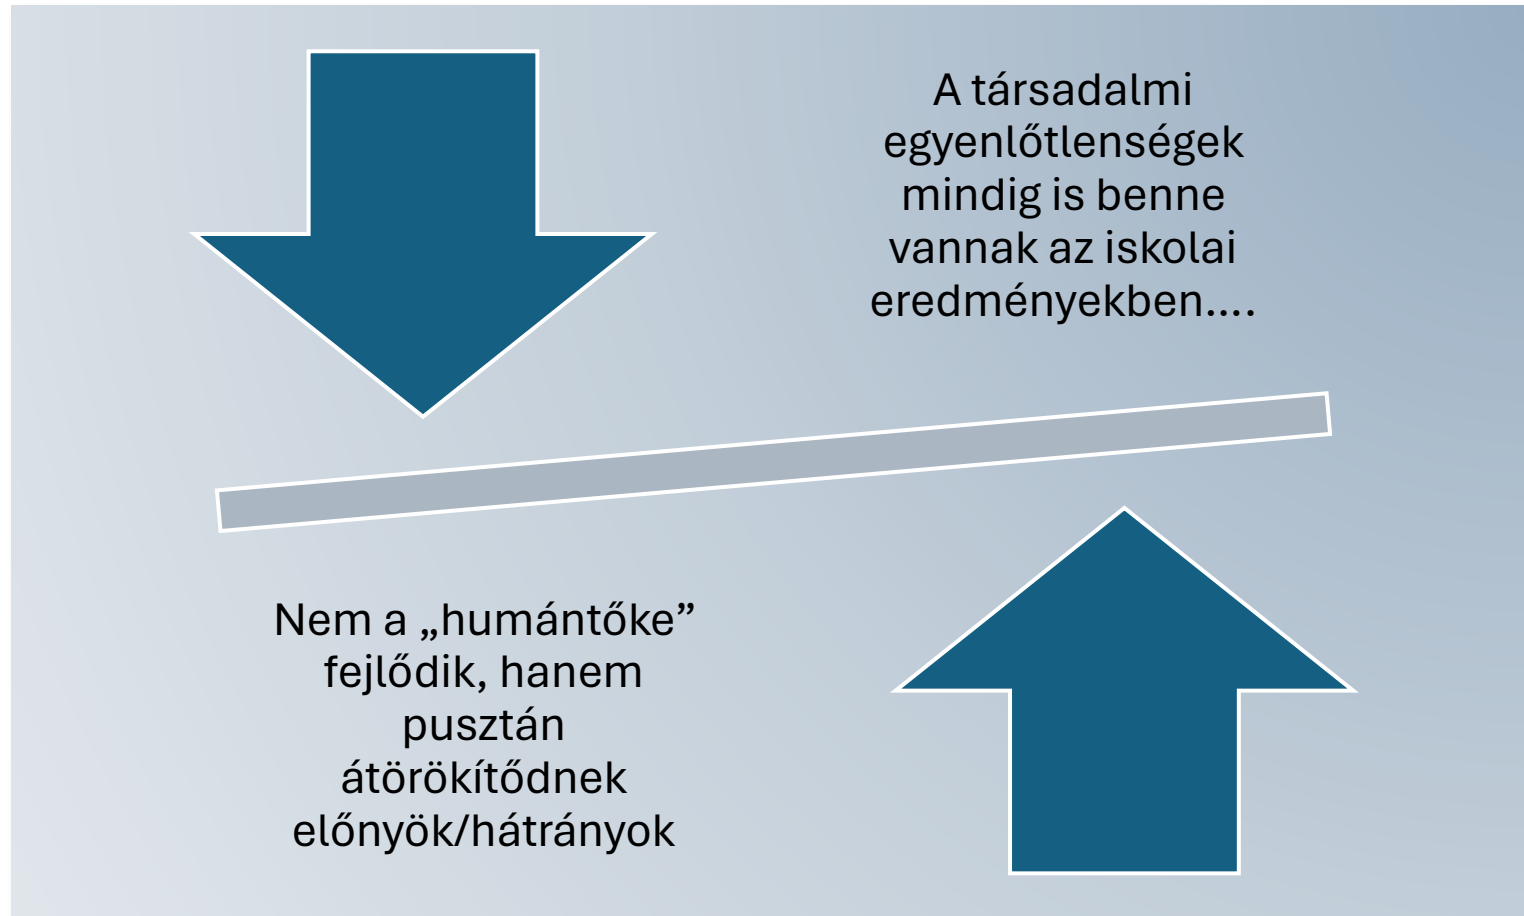 A társadalmi
egyenlőtlenségek
mindig is benne
vannak az iskolai
eredményekben....
Nem a „humántőke”
fejlődik, hanem
pusztán
átörökítődnek
előnyök/hátrányok